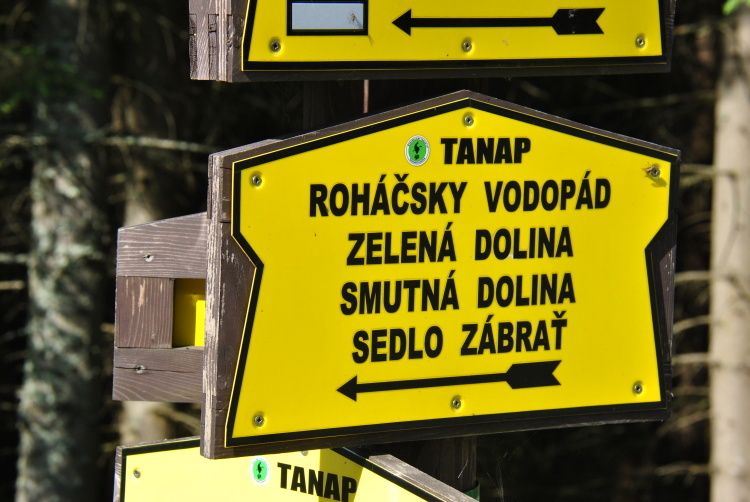 TANAP
ROHÁČSKY VODOPÁD
ZELENÁ DOLINA
SMUTNÁ DOLINA
SEDLO ZÁBRAŤ
TANAP